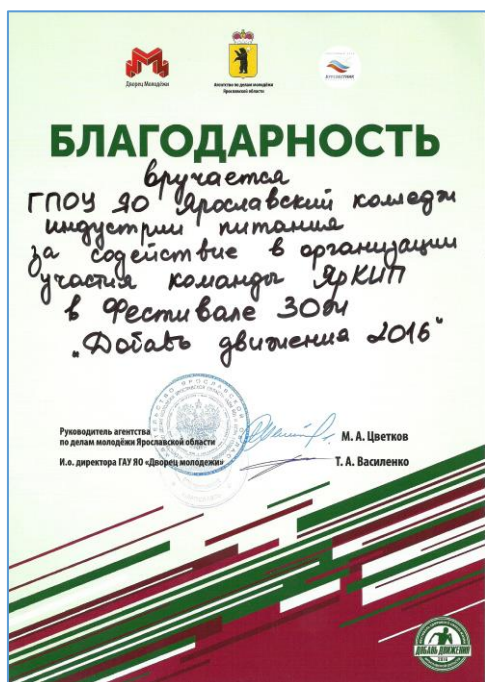 Дворец Молодёжи
Агентство по делам молодёжи
Ярославской области
БЛАГОДАРНОСТЬ
вручается
ГПОУ ЯО Ярославский колледж
индустрии питания
за содействие в организации
участия команды ЯрКИП
в Фестивале ЗОЖ
"Добавь движения 2016"
Руководитель агентства
по делам молодёжи Ярославской области
М. А. Цветков
И.о. директора ГАУ ЯО «Дворец молодежи»
Т. А. Василенко
ДОБАВЬ ДВИЖЕНИЯ
2016